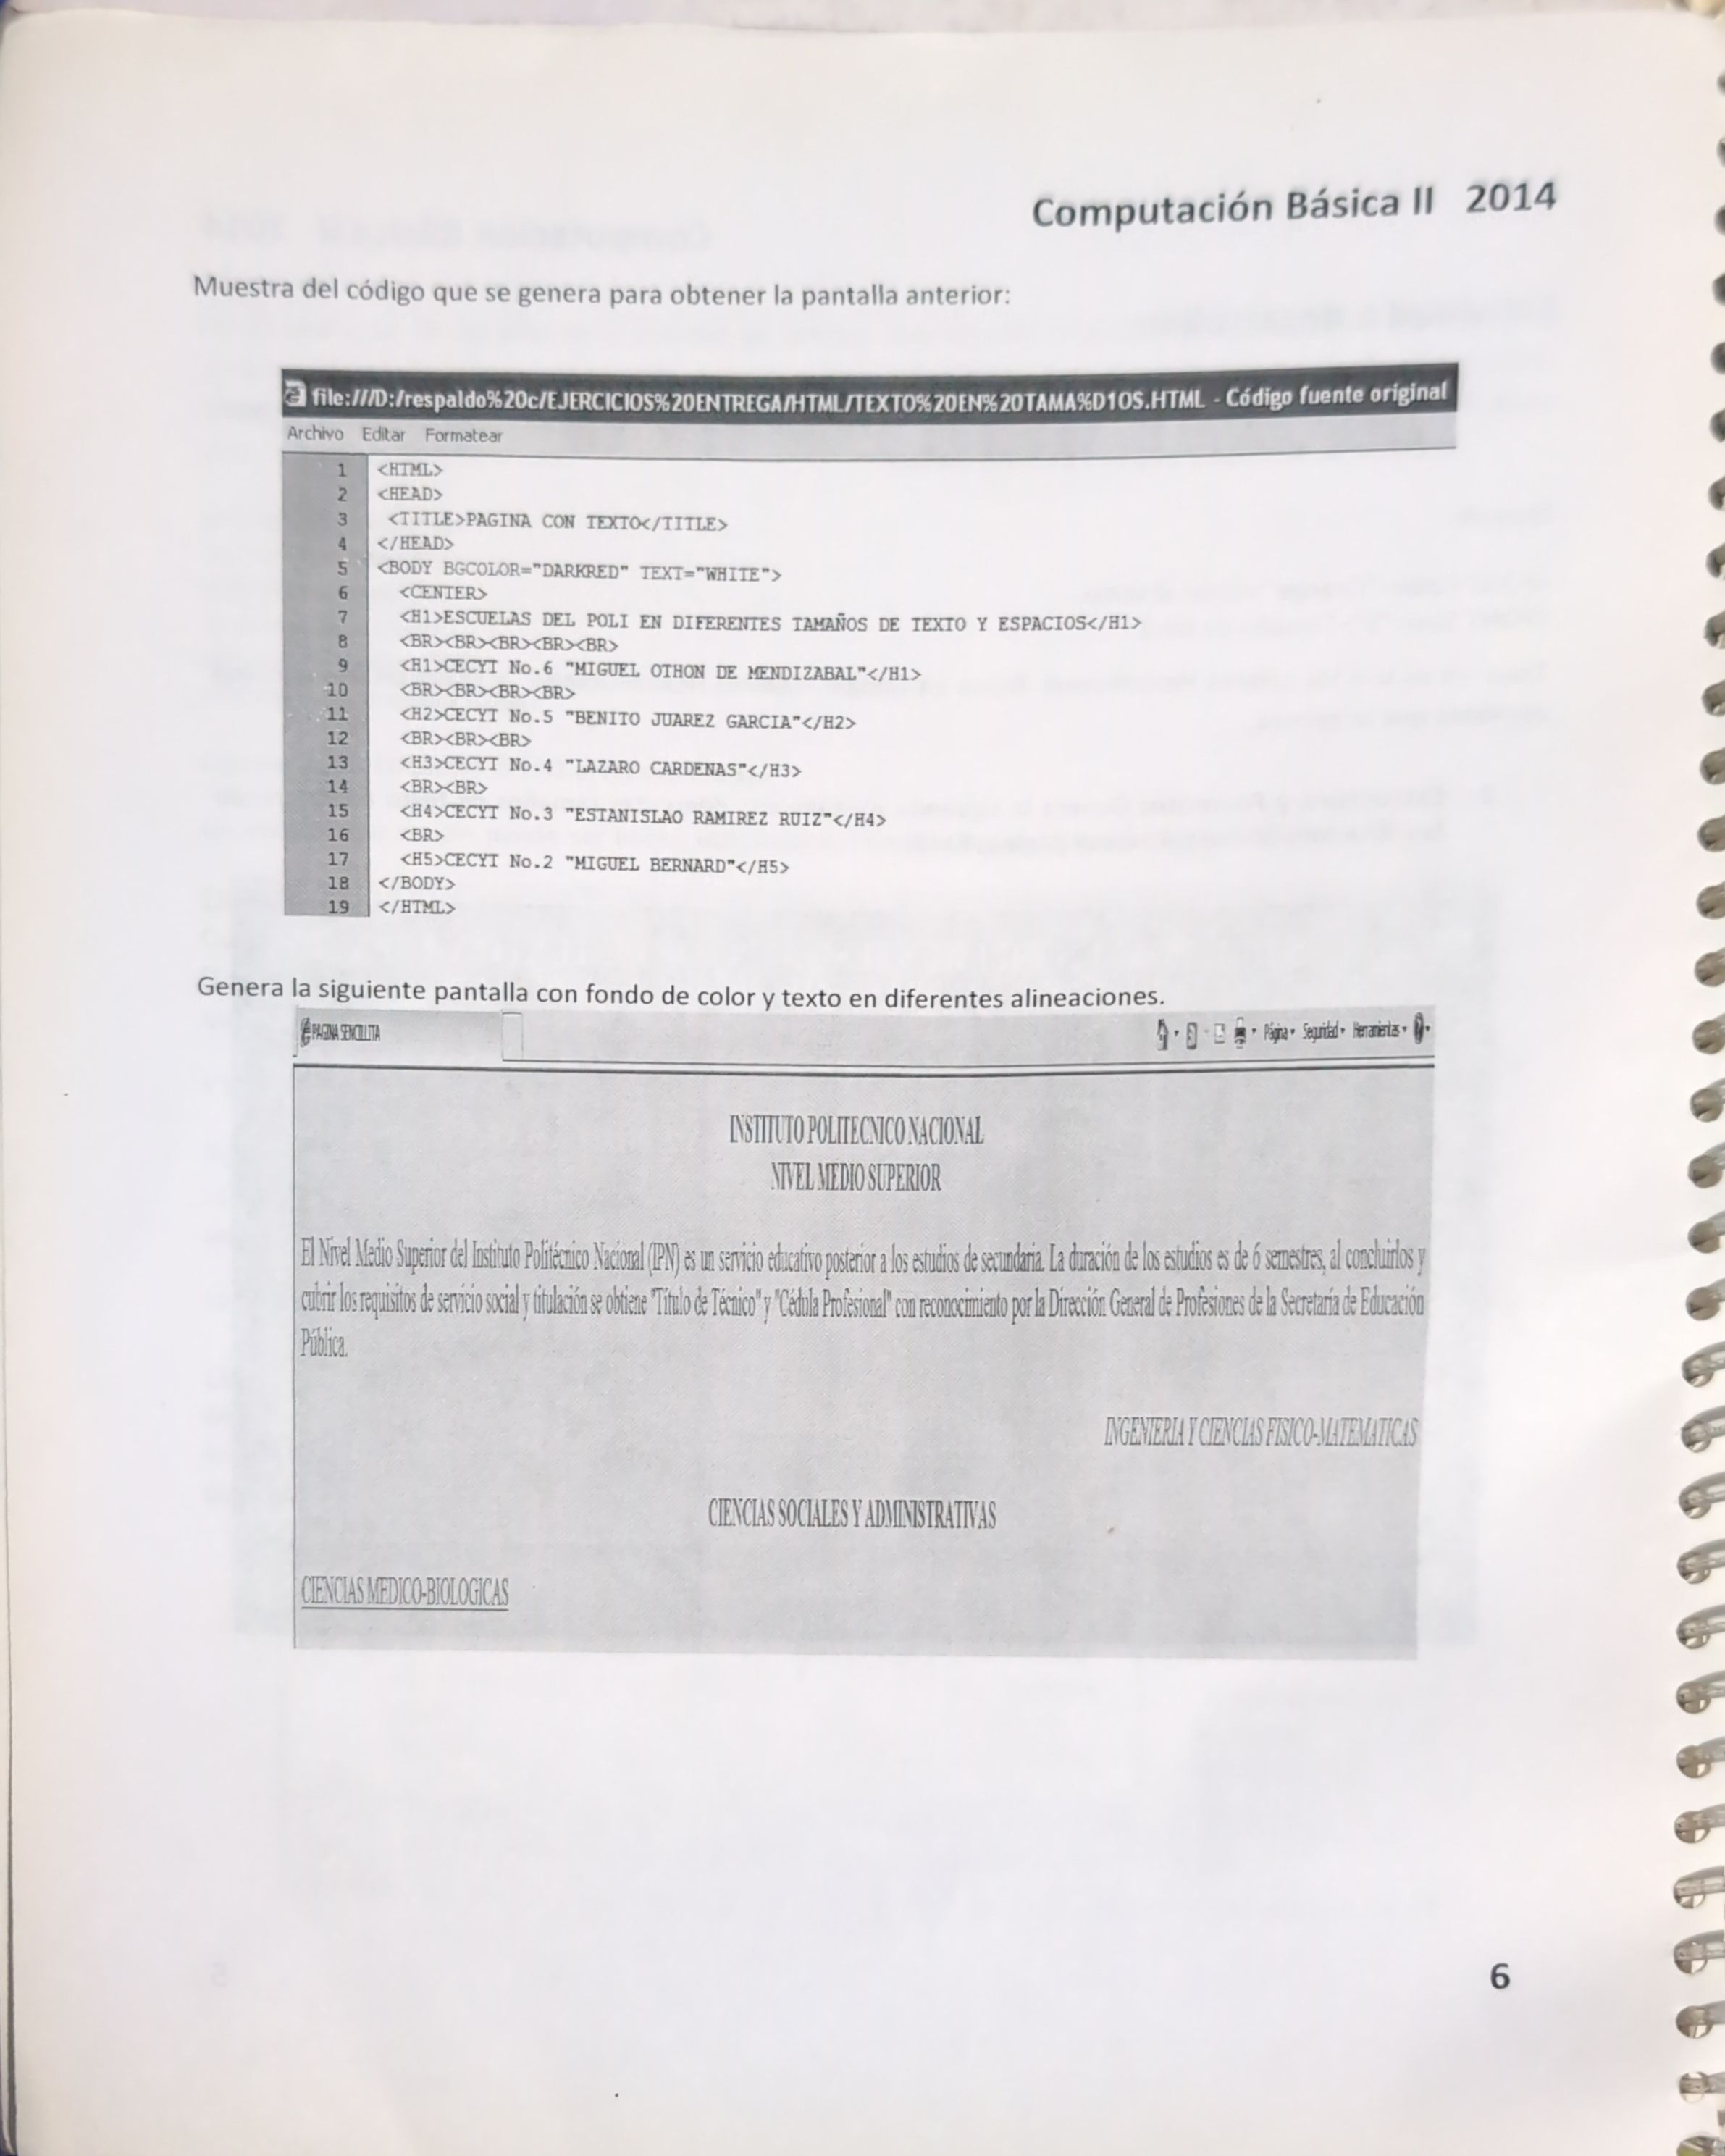 Computación Básica II 2014
Muestra del código que se genera para obtener la pantalla anterior:
file:///D:/respaldo%20c/EJERCICIOS%20ENTREGA/HTML/TEXTO%20EN%20TAMA%D1OS.HTML - Código fuente original
Archivo Editar Formatear
1 <HTML>
2 <HEAD>
3 <TITLE>PAGINA CON TEXTO</TITLE>
4 </HEAD>
5 <BODY BGCOLOR="DARKRED" TEXT="WHITE">
6 <CENTER>
7 <H1>ESCUELAS DEL POLI EN DIFERENTES TAMAÑOS DE TEXTO Y ESPACIOS</H1>
8 <BR><BR><BR><BR><BR>
9 <H1>CECYT No.6 "MIGUEL OTHON DE MENDIZABAL"</H1>
10 <BR><BR><BR><BR>
11 <H2>CECYT No.5 "BENITO JUAREZ GARCIA"</H2>
12 <BR><BR><BR>
13 <H3>CECYT No.4 "LAZARO CARDENAS"</H3>
14 <BR><BR>
15 <H4>CECYT No.3 "ESTANISLAO RAMIREZ RUIZ"</H4>
16 <BR>
17 <H5>CECYT No.2 "MIGUEL BERNARD"</H5>
18 </BODY>
19 </HTML>
Genera la siguiente pantalla con fondo de color y texto en diferentes alineaciones.
PAGINA SENCILLITA Página Seguridad Herramientas
INSTITUTO POLITECNICO NACIONAL
NIVEL MEDIO SUPERIOR
El Nivel Medio Superior del Instituto Politécnico Nacional (IPN) es un servicio educativo posterior a los estudios de secundaria. La duración de los estudios es de 6 semestres, al concluirlos y
cubrir los requisitos de servicio social y titulación se obtiene "Título de Técnico" y "Cédula Profesional" con reconocimiento por la Dirección General de Profesiones de la Secretaría de Educación
Pública.
INGENIERIA Y CIENCIAS FISICO-MATEMATICAS
CIENCIAS SOCIALES Y ADMINISTRATIVAS
CIENCIAS MEDICO-BIOLOGICAS
6